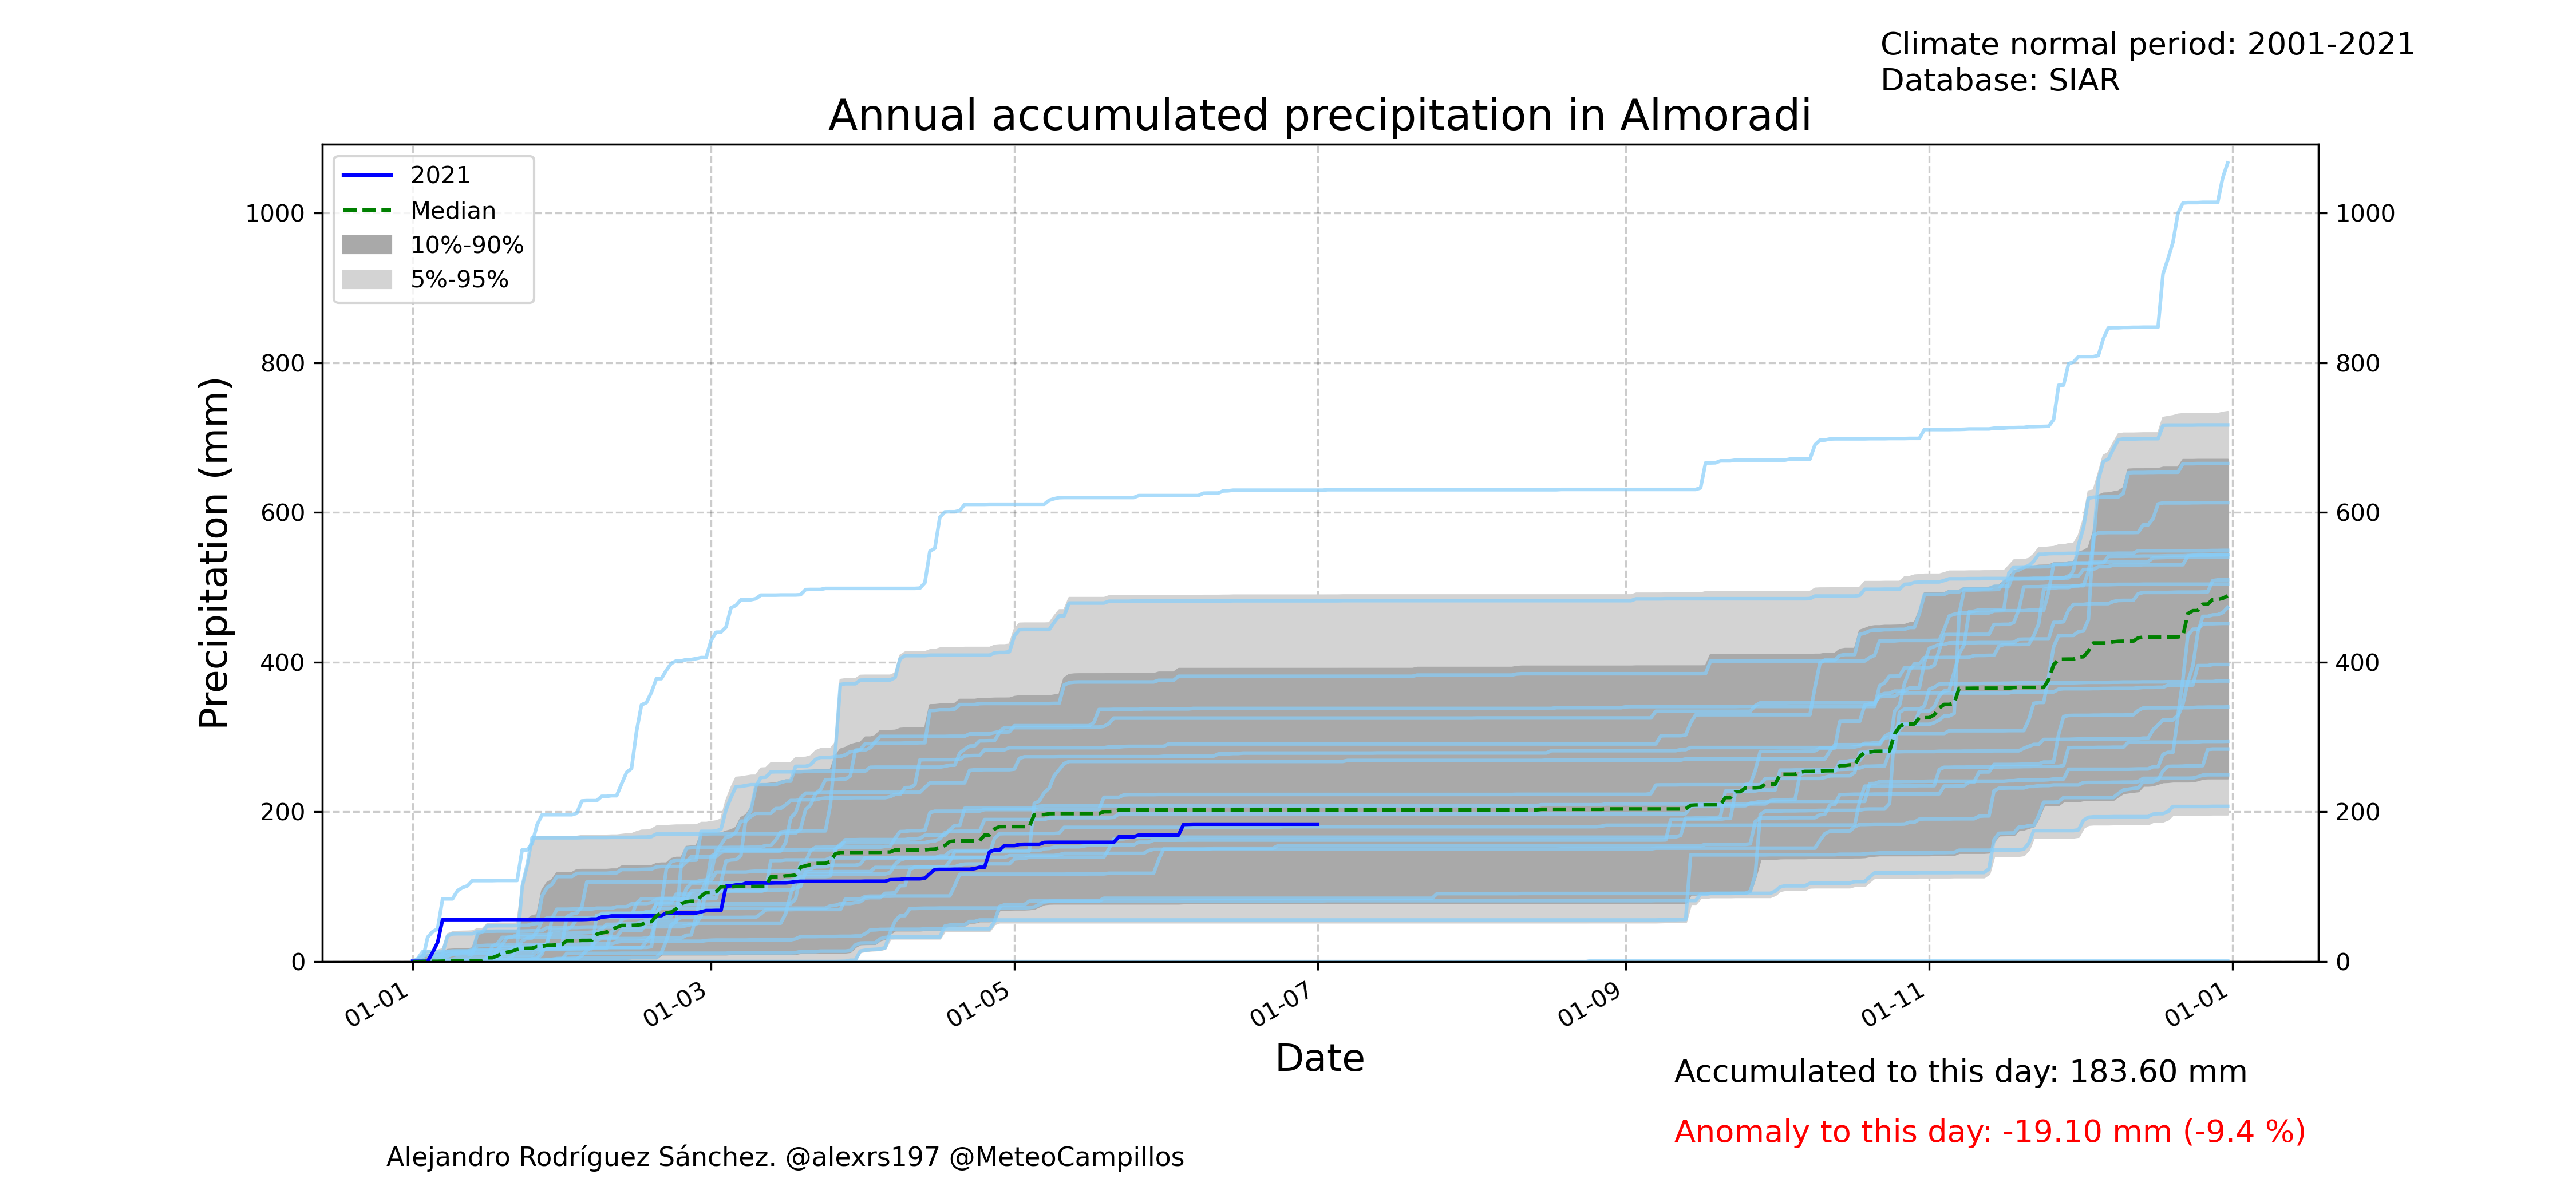 Climate normal period: 2001-2021
Database: SIAR
Annual accumulated precipitation in Almoradi
2021
Median
10%-90%
5%-95%
Precipitation (mm)
1000
800
600
400
200
0
1000
800
600
400
200
0
01-01
01-03
01-05
01-07
01-09
01-11
01-01
Date
Accumulated to this day: 183.60 mm
Anomaly to this day: -19.10 mm (-9.4 %)
Alejandro Rodríguez Sánchez. @alexrs197 @MeteoCampillos